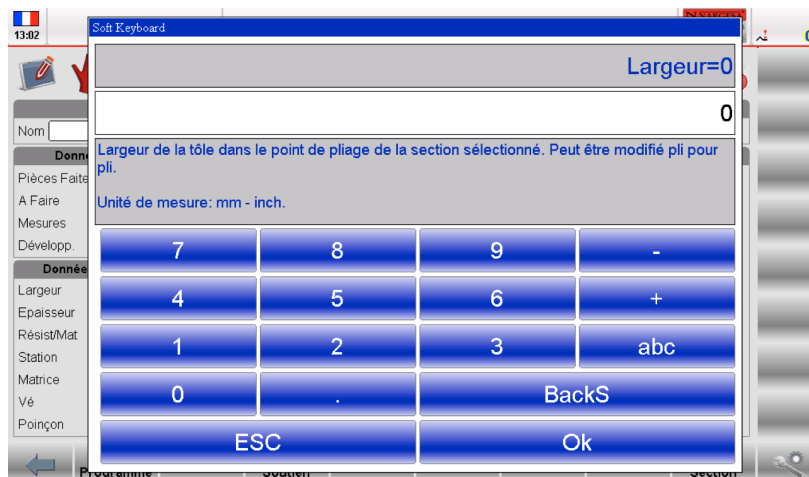 13:02
Soft Keyboard
Largeur=0
0
Largeur de la tôle dans le point de pliage de la section sélectionné. Peut être modifié pli pour
pli.
Unité de mesure: mm - inch.
Nom
Pièces Faite
A Faire
Mesures
Développ.
Largeur
Epaisseur
Résist/Mat
Station
Matrice
Vé
Poinçon
7 8 9 -
4 5 6 +
1 2 3 abc
0 . BackS
ESC Ok